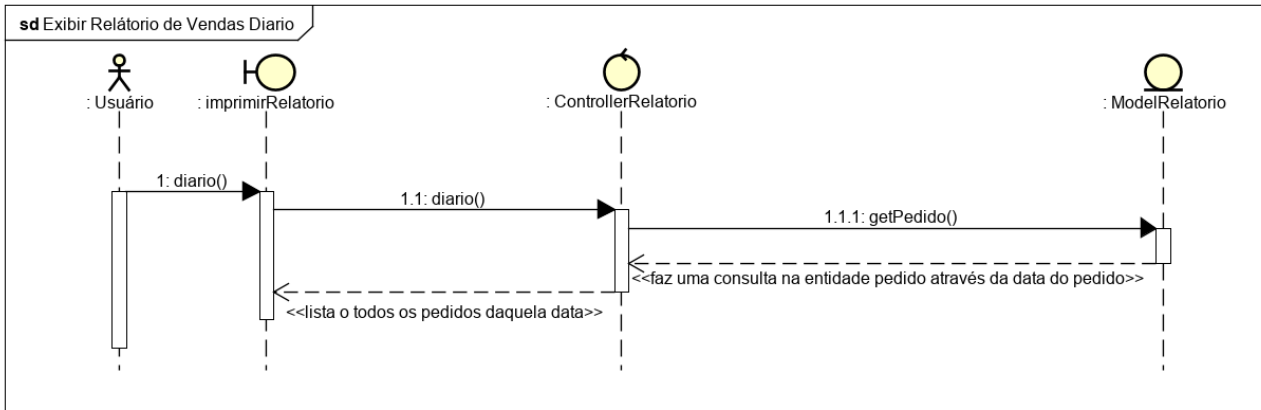 sd Exibir Relátorio de Vendas Diario
: Usuário
: imprimirRelatorio
: ControllerRelatorio
: ModelRelatorio
1: diario()
1.1: diario()
1.1.1: getPedido()
<<faz uma consulta na entidade pedido através da data do pedido>>
<<lista o todos os pedidos daquela data>>